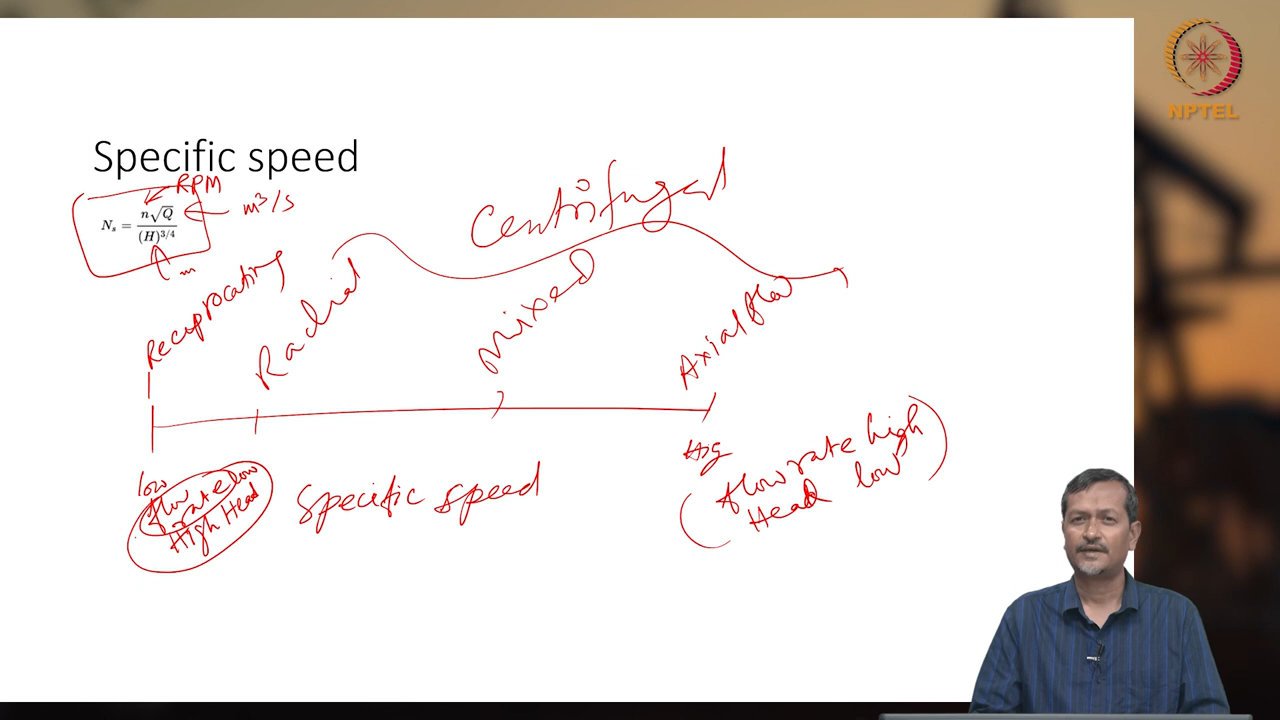 NPTEL
Specific speed
RPM
m³/s
Nₛ = n√Q / (H)^3/4
m
Centrifugal
Reciprocating
Radial
Mixed
Axial flow
low
flow rate low
High Head
Specific speed
Hig
(flow rate high
Head low)